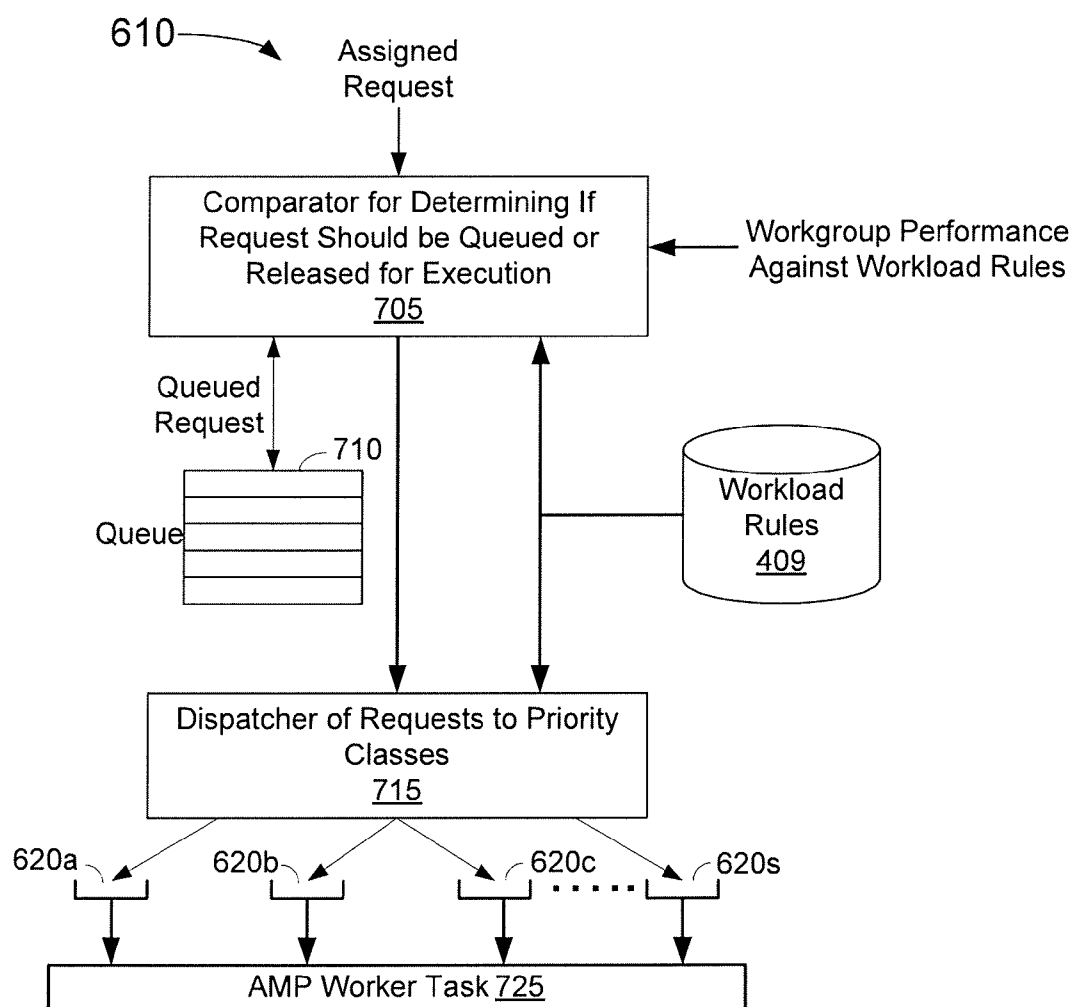 610
Assigned
Request
Comparator for Determining If
Request Should be Queued or
Released for Execution
705
Workgroup Performance
Against Workload Rules
Queued
Request
710
Queue
Workload
Rules
409
Dispatcher of Requests to Priority
Classes
715
620a
620b
620c
620s
AMP Worker Task 725